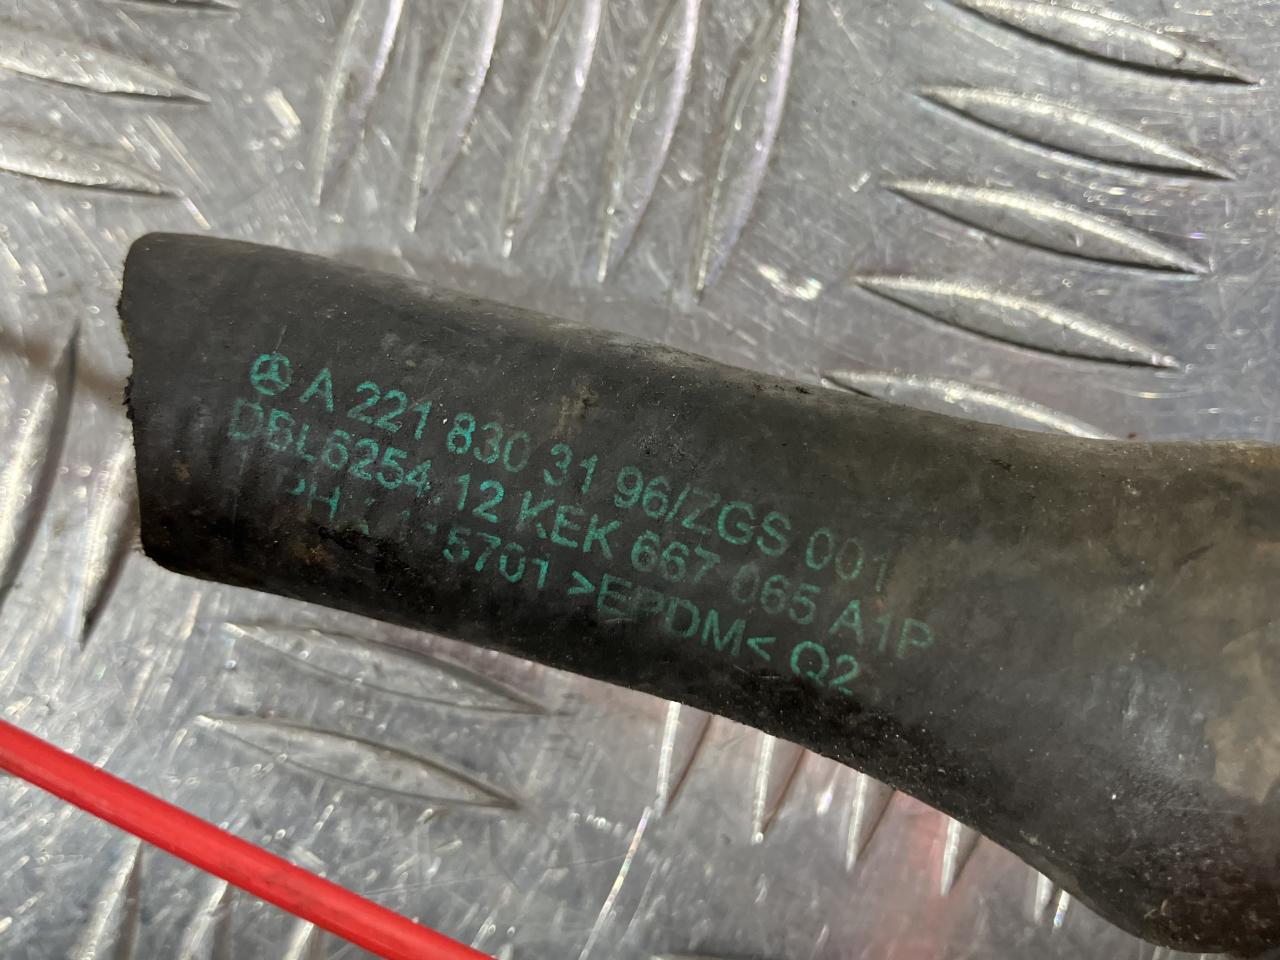 A 221 830 31 96/ZGS 001
DBL6254.12 KEK 667 065 A1P
5701 >EPDM< Q2